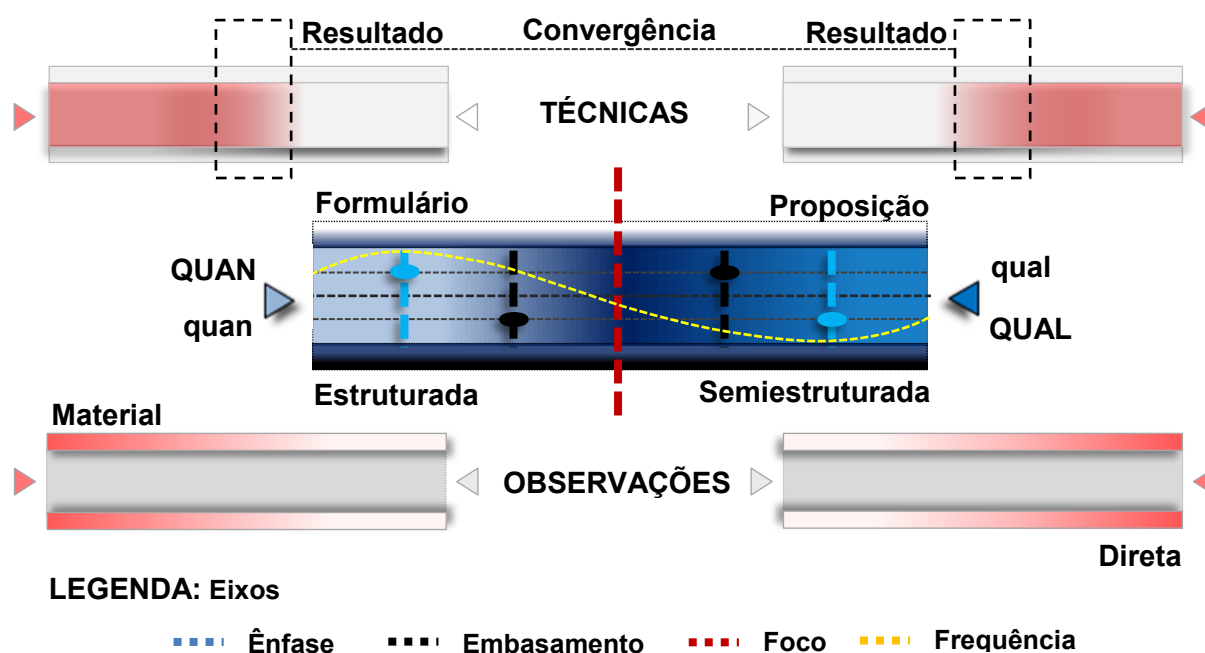 Resultado Convergência Resultado
TÉCNICAS
Formulário Proposição
QUAN qual
quan QUAL
Estruturada Semiestruturada
Material
OBSERVAÇÕES
Direta
LEGENDA: Eixos
Ênfase Embasamento Foco Frequência